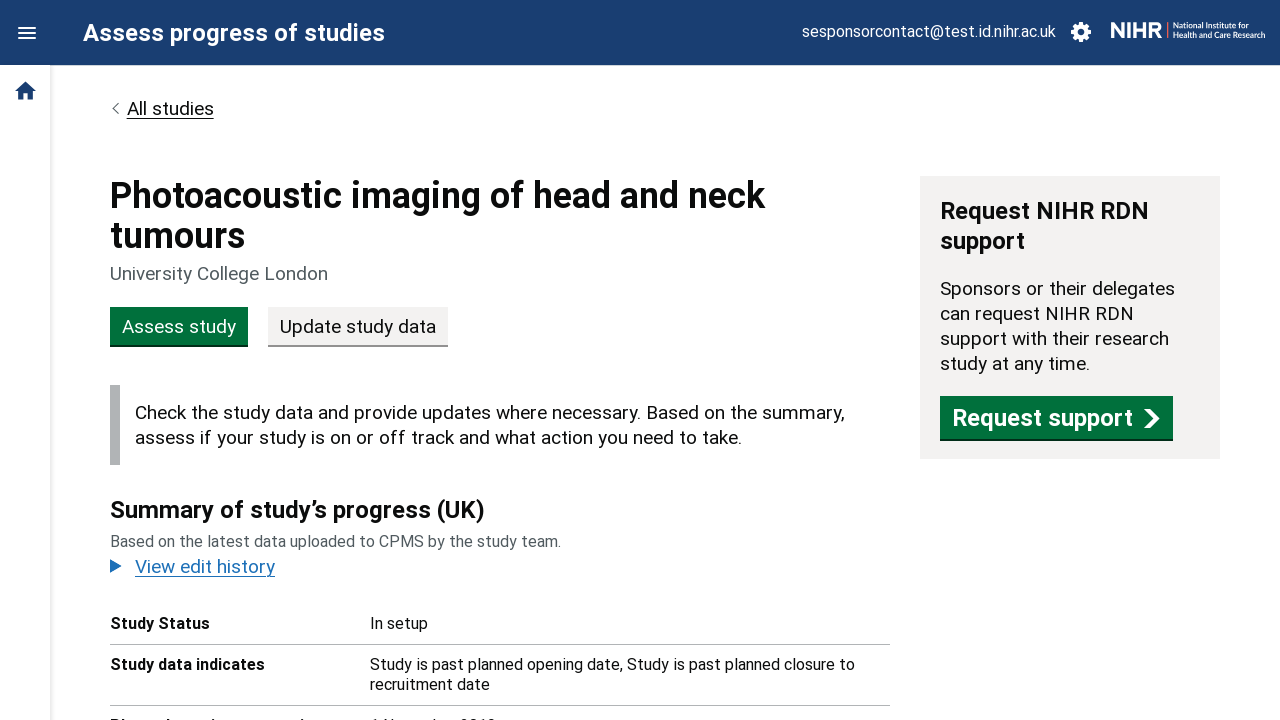 Assess progress of studies
sesponsorcontact@test.id.nihr.ac.uk
NIHR | National Institute for
Health and Care Research
All studies
Photoacoustic imaging of head and neck
tumours
University College London
Assess study
Update study data
Check the study data and provide updates where necessary. Based on the summary,
assess if your study is on or off track and what action you need to take.
Summary of study’s progress (UK)
Based on the latest data uploaded to CPMS by the study team.
View edit history
Study Status In setup
Study data indicates Study is past planned opening date, Study is past planned closure to
recruitment date
Request NIHR RDN
support
Sponsors or their delegates
can request NIHR RDN
support with their research
study at any time.
Request support